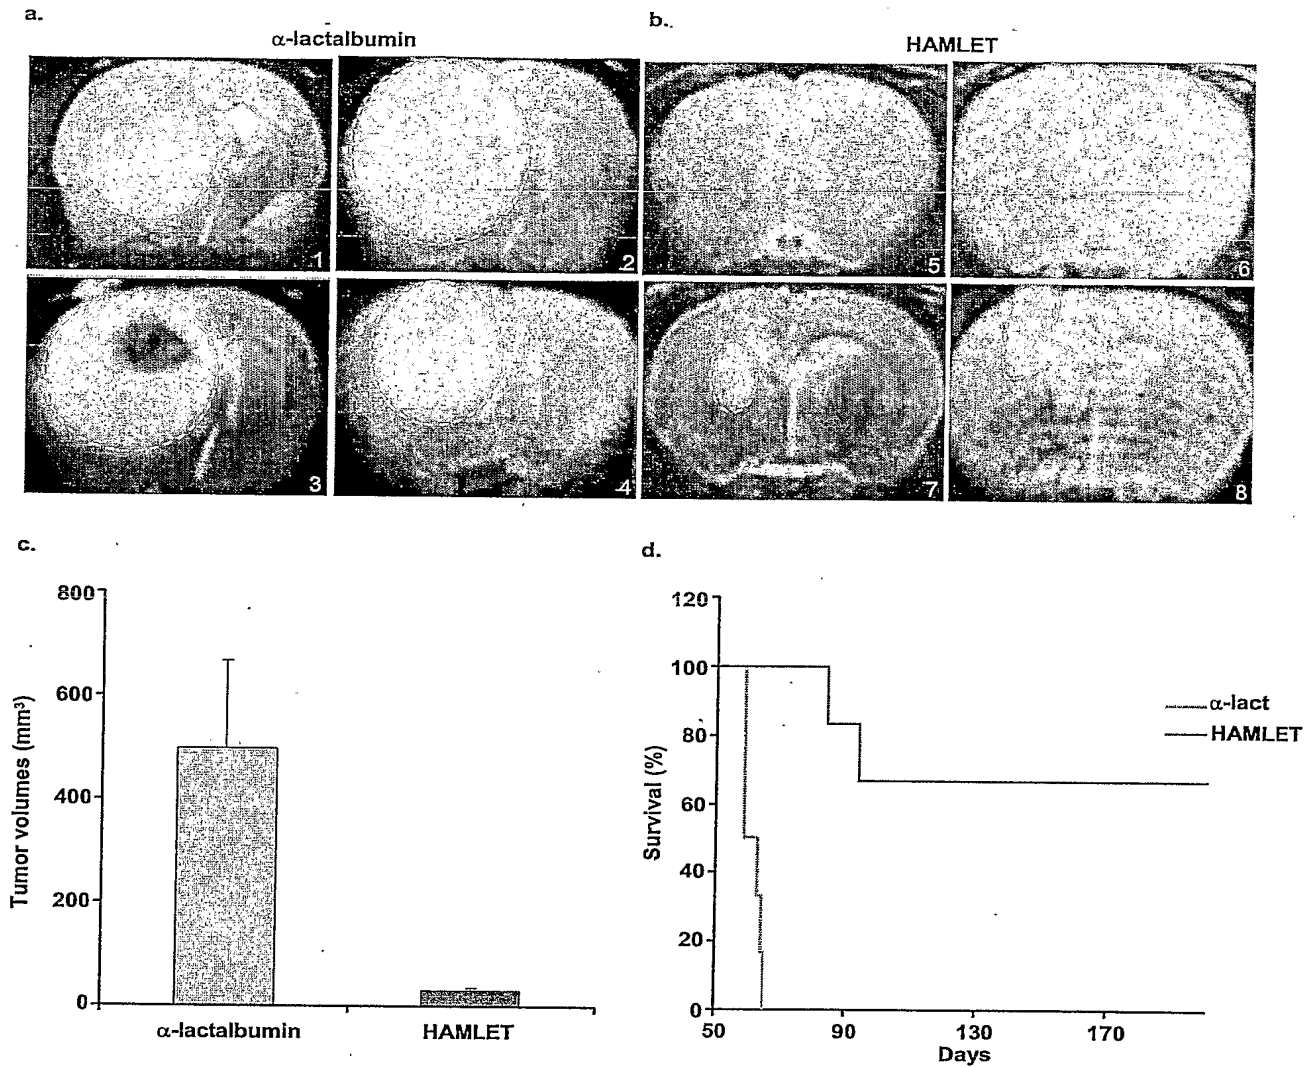 a.
α-lactalbumin
b.
HAMLET
1
2
5
6
3
4
7
8
c.
800
600
400
200
0
Tumor volumes (mm³)
α-lactalbumin
HAMLET
d.
120
100
80
60
40
20
0
Survival (%)
50
90
130
170
Days
α-lact
HAMLET